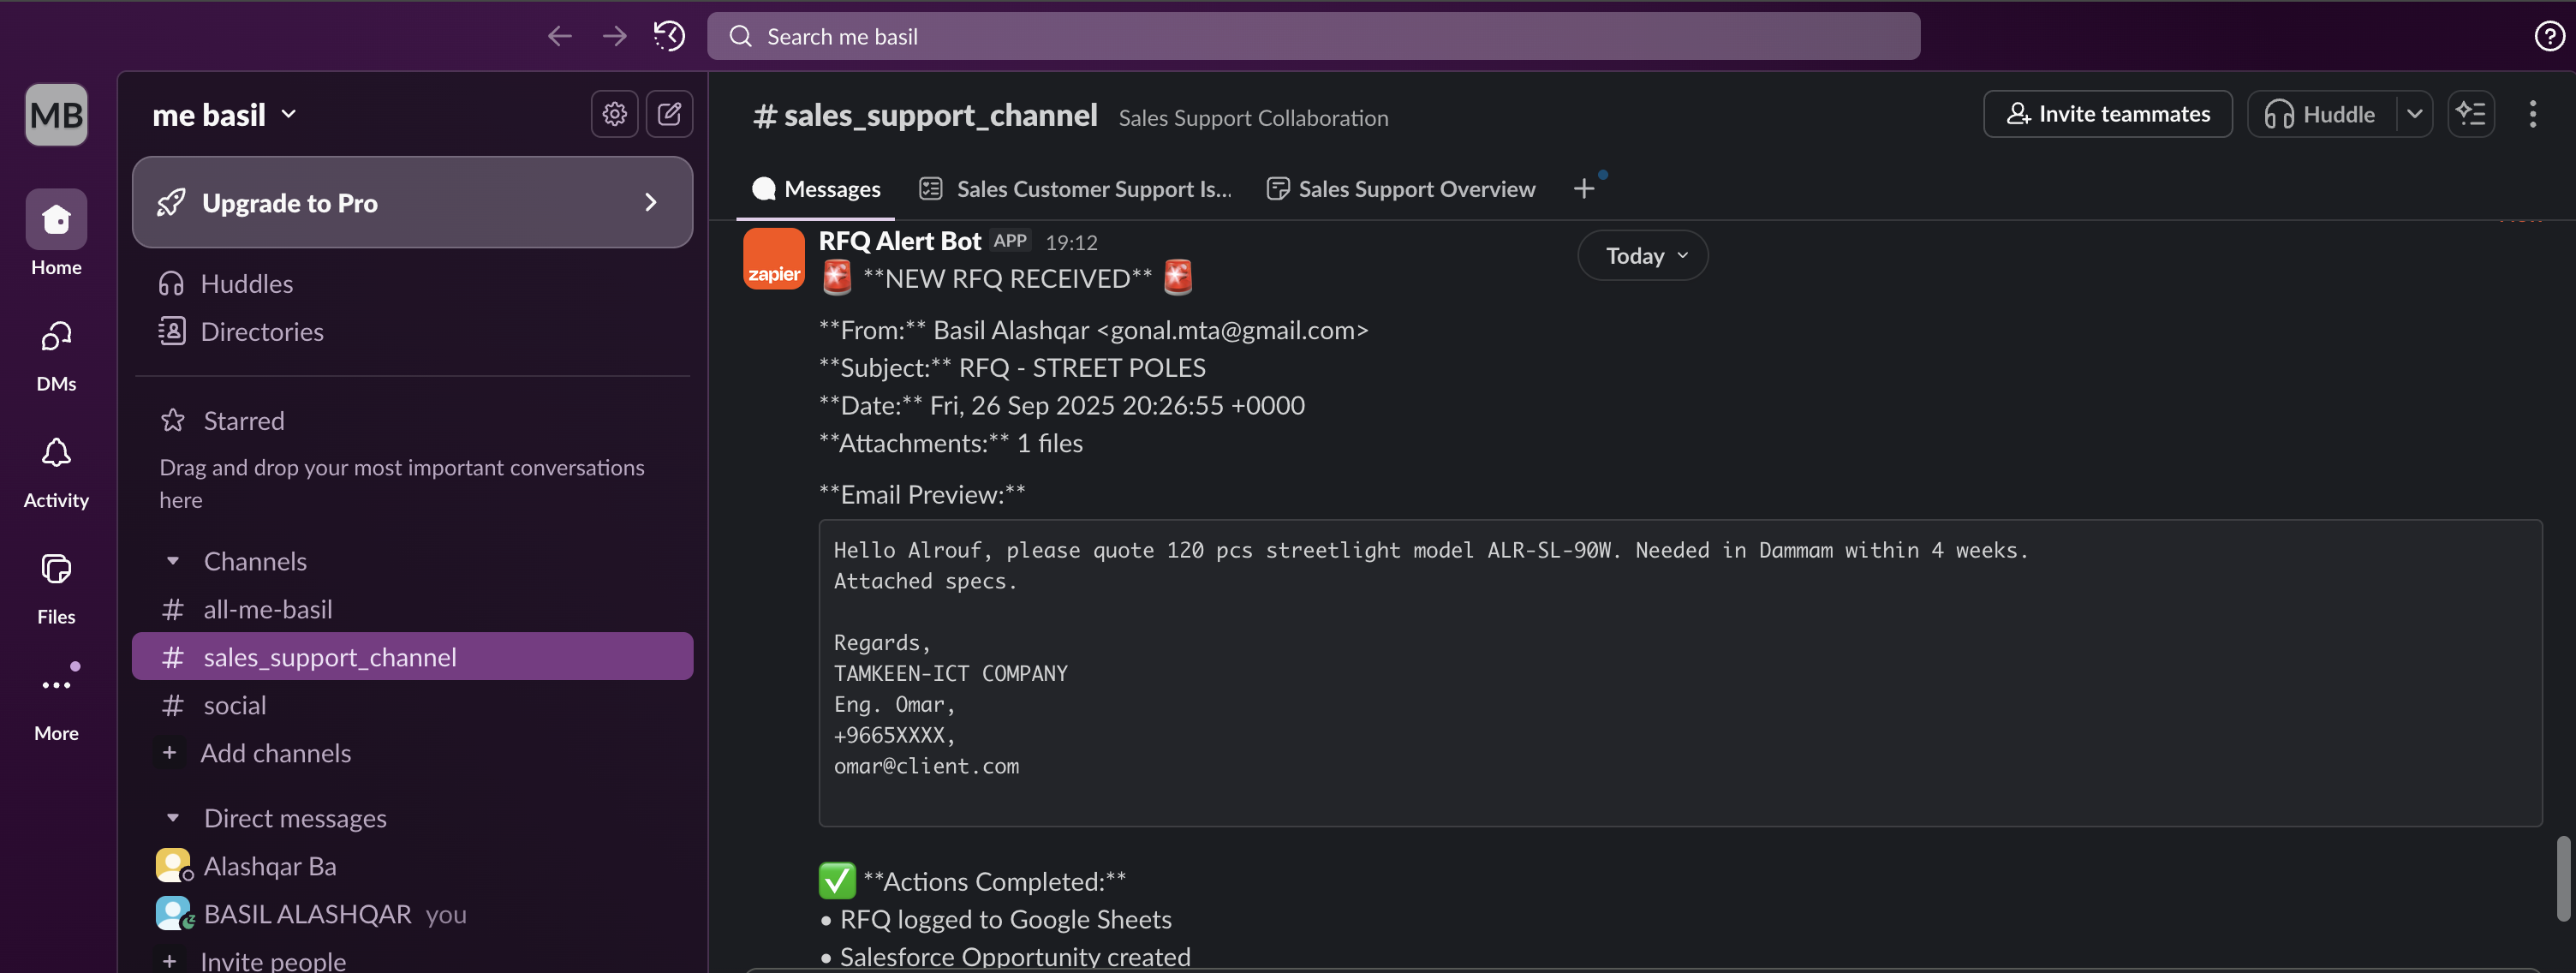 Search me basil
MB
Home
DMs
Activity
Files
More
me basil
Upgrade to Pro
Huddles
Directories
Starred
Drag and drop your most important conversations
here
Channels
# all-me-basil
# sales_support_channel
# social
+ Add channels
Direct messages
Alashqar Ba
BASIL ALASHQAR you
+ Invite people
# sales_support_channel Sales Support Collaboration
Invite teammates
Huddle
Messages
Sales Customer Support Is...
Sales Support Overview
+
Today
zapier
RFQ Alert Bot APP 19:12
**NEW RFQ RECEIVED**
**From:** Basil Alashqar <gonal.mta@gmail.com>
**Subject:** RFQ - STREET POLES
**Date:** Fri, 26 Sep 2025 20:26:55 +0000
**Attachments:** 1 files
**Email Preview:**
Hello Alrouf, please quote 120 pcs streetlight model ALR-SL-90W. Needed in Dammam within 4 weeks.
Attached specs.
Regards,
TAMKEEN-ICT COMPANY
Eng. Omar,
+9665XXXX,
omar@client.com
**Actions Completed:**
• RFQ logged to Google Sheets
• Salesforce Opportunity created